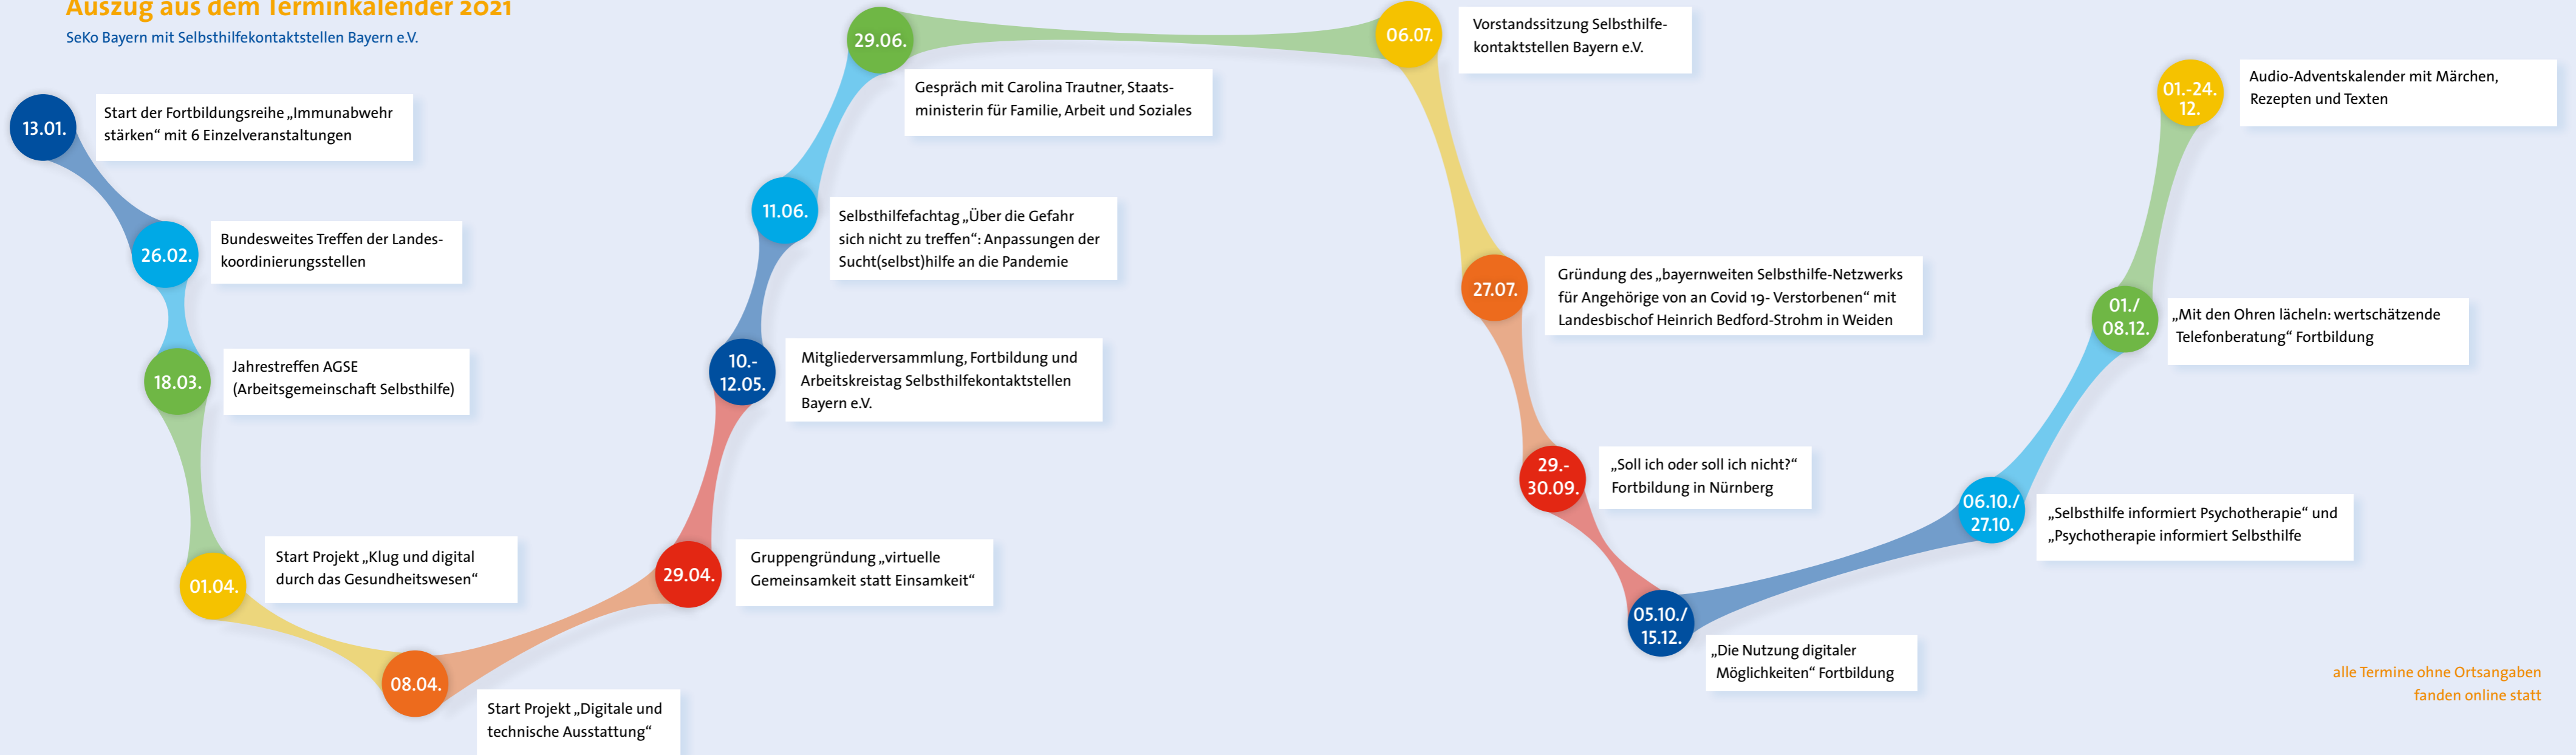 Auszug aus dem Terminkalender 2021
SeKo Bayern mit Selbsthilfekontaktstellen Bayern e.V.
13.01.
Start der Fortbildungsreihe „Immunabwehr
stärken“ mit 6 Einzelveranstaltungen
26.02.
Bundesweites Treffen der Landes-
koordinierungsstellen
18.03.
Jahrestreffen AGSE
(Arbeitsgemeinschaft Selbsthilfe)
01.04.
Start Projekt „Klug und digital
durch das Gesundheitswesen“
08.04.
Start Projekt „Digitale und
technische Ausstattung“
29.04.
Gruppengründung „virtuelle
Gemeinsamkeit statt Einsamkeit“
10.-
12.05.
Mitgliederversammlung, Fortbildung und
Arbeitskreistag Selbsthilfekontaktstellen
Bayern e.V.
11.06.
Selbsthilfefachtag „Über die Gefahr
sich nicht zu treffen“: Anpassungen der
Sucht(selbst)hilfe an die Pandemie
29.06.
Gespräch mit Carolina Trautner, Staats-
ministerin für Familie, Arbeit und Soziales
06.07.
Vorstandssitzung Selbsthilfe-
kontaktstellen Bayern e.V.
27.07.
Gründung des „bayernweiten Selbsthilfe-Netzwerks
für Angehörige von an Covid 19- Verstorbenen“ mit
Landesbischof Heinrich Bedford-Strohm in Weiden
29.-
30.09.
„Soll ich oder soll ich nicht?“
Fortbildung in Nürnberg
05.10./
15.12.
„Die Nutzung digitaler
Möglichkeiten“ Fortbildung
06.10./
27.10.
„Selbsthilfe informiert Psychotherapie“ und
„Psychotherapie informiert Selbsthilfe
01./
08.12.
„Mit den Ohren lächeln: wertschätzende
Telefonberatung“ Fortbildung
01.-24.
12.
Audio-Adventskalender mit Märchen,
Rezepten und Texten
alle Termine ohne Ortsangaben
fanden online statt